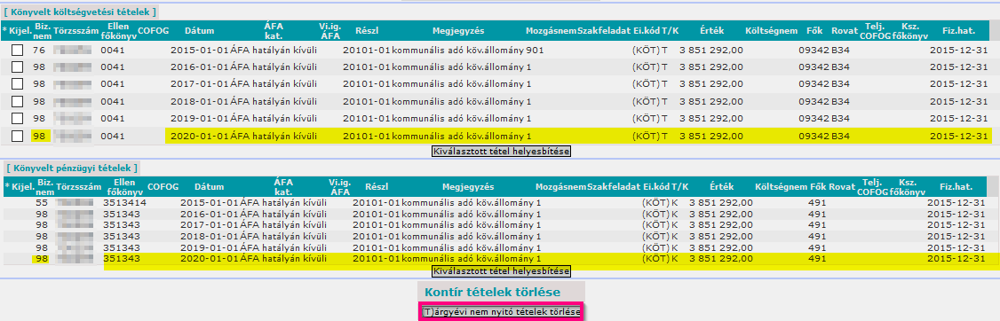 [ Könyvelt költségvetési tételek ]
* Kijel. Biz. nem Törzsszám Ellen főkönyv COFOG Dátum ÁFA kat. Vi.ig. ÁFA Részl Megjegyzés Mozgásnem Szakfeladat Ei.kód T/K Érték Költségnem Fők Rovat Telj. COFOG Ksz. főkönyv Fiz.hat.
76 0041 2015-01-01 ÁFA hatályán kívüli 20101-01 kommunális adó köv.állomány 901 (KÖT) T 3 851 292,00 09342 B34 2015-12-31
98 0041 2016-01-01 ÁFA hatályán kívüli 20101-01 kommunális adó köv.állomány 1 (KÖT) T 3 851 292,00 09342 B34 2015-12-31
98 0041 2017-01-01 ÁFA hatályán kívüli 20101-01 kommunális adó köv.állomány 1 (KÖT) T 3 851 292,00 09342 B34 2015-12-31
98 0041 2018-01-01 ÁFA hatályán kívüli 20101-01 kommunális adó köv.állomány 1 (KÖT) T 3 851 292,00 09342 B34 2015-12-31
98 0041 2019-01-01 ÁFA hatályán kívüli 20101-01 kommunális adó köv.állomány 1 (KÖT) T 3 851 292,00 09342 B34 2015-12-31
98 0041 2020-01-01 ÁFA hatályán kívüli 20101-01 kommunális adó köv.állomány 1 (KÖT) T 3 851 292,00 09342 B34 2015-12-31
Kiválasztott tétel helyesbítése
[ Könyvelt pénzügyi tételek ]
* Kijel. Biz. nem Törzsszám Ellen főkönyv COFOG Dátum ÁFA kat. Vi.ig. ÁFA Részl Megjegyzés Mozgásnem Szakfeladat Ei.kód T/K Érték Költségnem Fők Rovat Telj. COFOG Ksz. főkönyv Fiz.hat.
55 3513414 2015-01-01 ÁFA hatályán kívüli 20101-01 kommunális adó köv.állomány 1 (KÖT) K 3 851 292,00 491 2015-12-31
98 351343 2016-01-01 ÁFA hatályán kívüli 20101-01 kommunális adó köv.állomány 1 (KÖT) K 3 851 292,00 491 2015-12-31
98 351343 2017-01-01 ÁFA hatályán kívüli 20101-01 kommunális adó köv.állomány 1 (KÖT) K 3 851 292,00 491 2015-12-31
98 351343 2018-01-01 ÁFA hatályán kívüli 20101-01 kommunális adó köv.állomány 1 (KÖT) K 3 851 292,00 491 2015-12-31
98 351343 2019-01-01 ÁFA hatályán kívüli 20101-01 kommunális adó köv.állomány 1 (KÖT) K 3 851 292,00 491 2015-12-31
98 351343 2020-01-01 ÁFA hatályán kívüli 20101-01 kommunális adó köv.állomány 1 (KÖT) K 3 851 292,00 491 2015-12-31
Kiválasztott tétel helyesbítése
Kontír tételek törlése
T)árgyévi nem nyitó tételek törlése